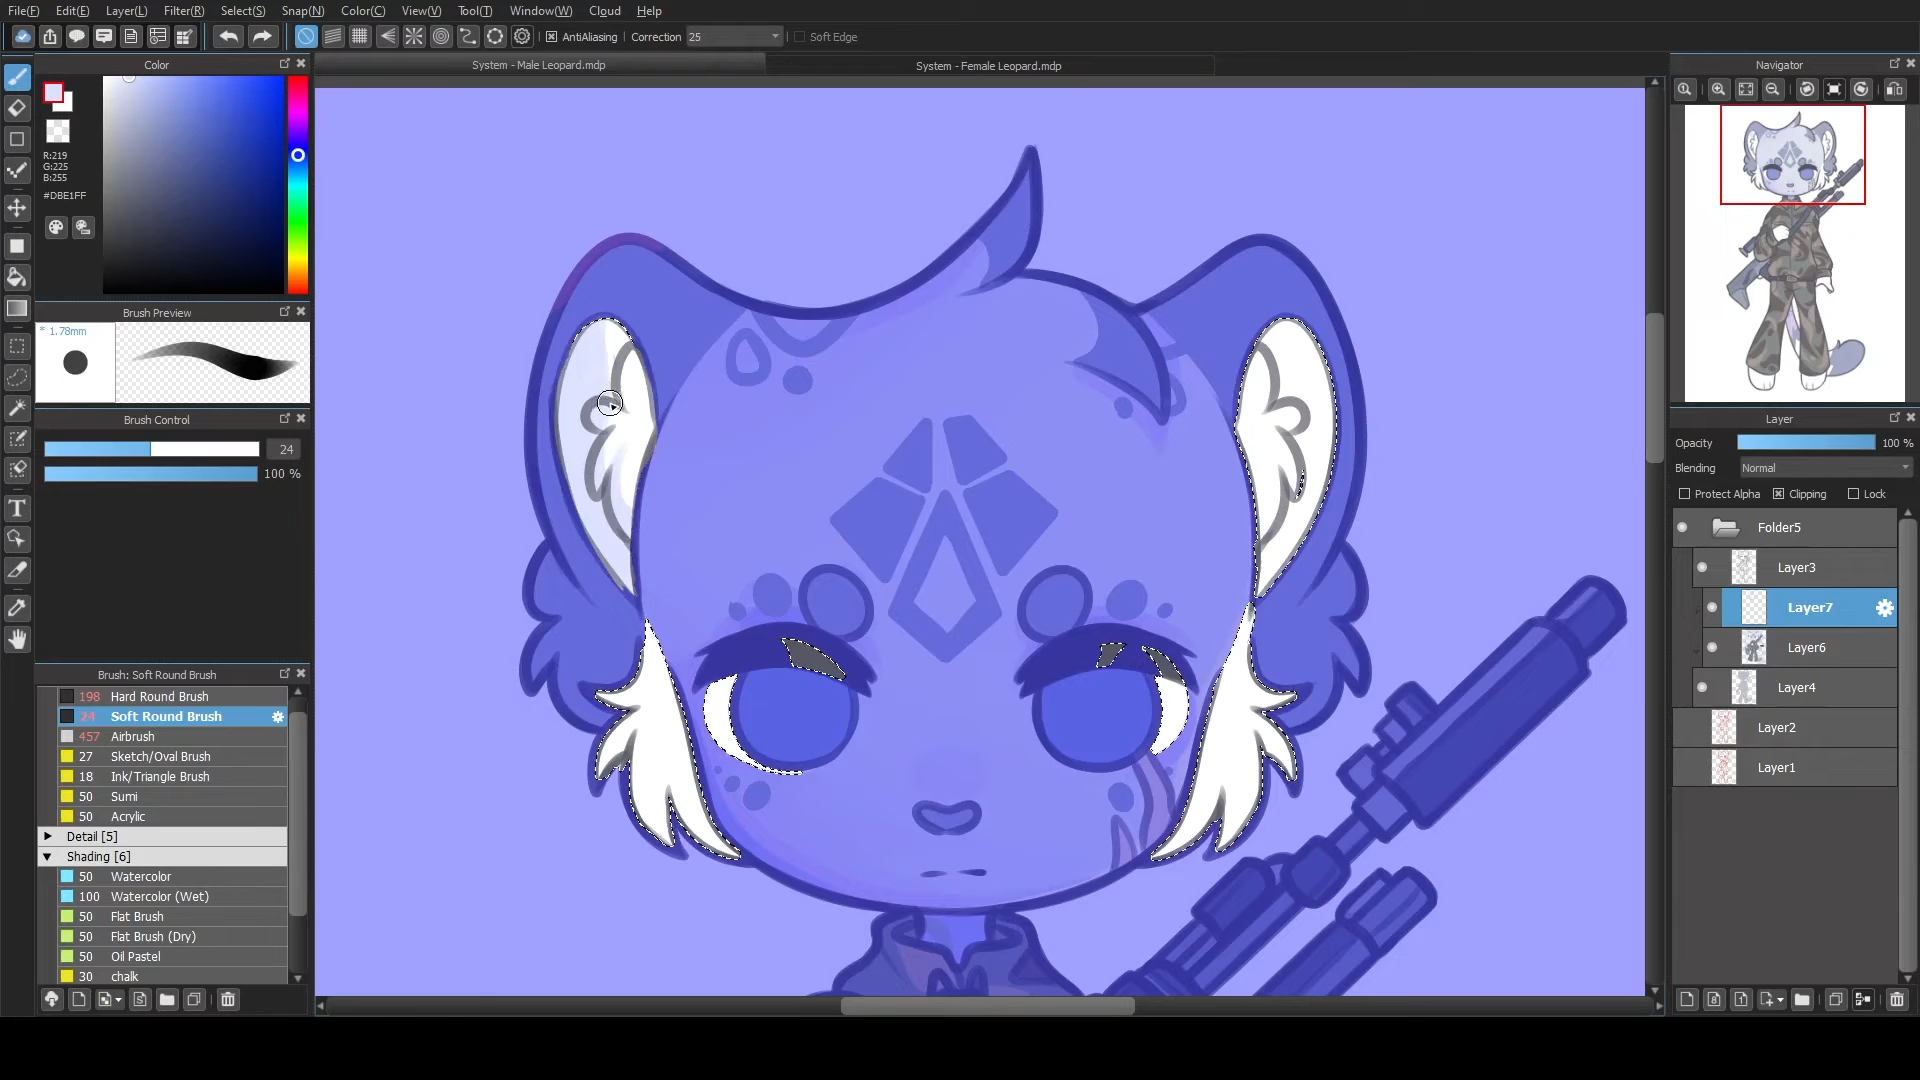 File(F) Edit(E) Layer(L) Filter(R) Select(S) Snap(N) Color(C) View(V) Tool(T) Window(W) Cloud Help
AntiAliasing Correction 25 Soft Edge
Color
System - Male Leopard.mdp
System - Female Leopard.mdp
Navigator
R:219
G:225
B:255
#DBE1FF
Brush Preview
* 1.78mm
Brush Control
24
100 %
Brush: Soft Round Brush
198 Hard Round Brush
24 Soft Round Brush
457 Airbrush
27 Sketch/Oval Brush
18 Ink/Triangle Brush
50 Sumi
50 Acrylic
Detail [5]
Shading [6]
50 Watercolor
100 Watercolor (Wet)
50 Flat Brush
50 Flat Brush (Dry)
50 Oil Pastel
30 chalk
Layer
Opacity 100 %
Blending Normal
Protect Alpha Clipping Lock
Folder5
Layer3
Layer7
Layer6
Layer4
Layer2
Layer1